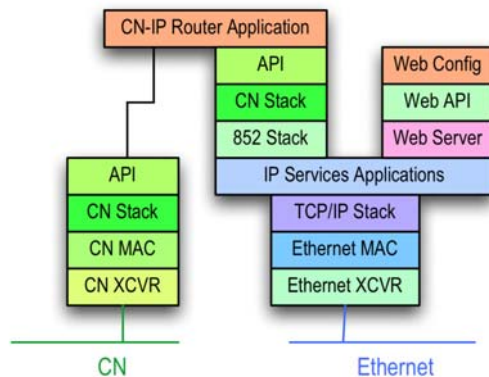 CN-IP Router Application
API
Web Config
CN Stack
Web API
852 Stack
Web Server
API
IP Services Applications
CN Stack
TCP/IP Stack
CN MAC
Ethernet MAC
CN XCVR
Ethernet XCVR
CN
Ethernet